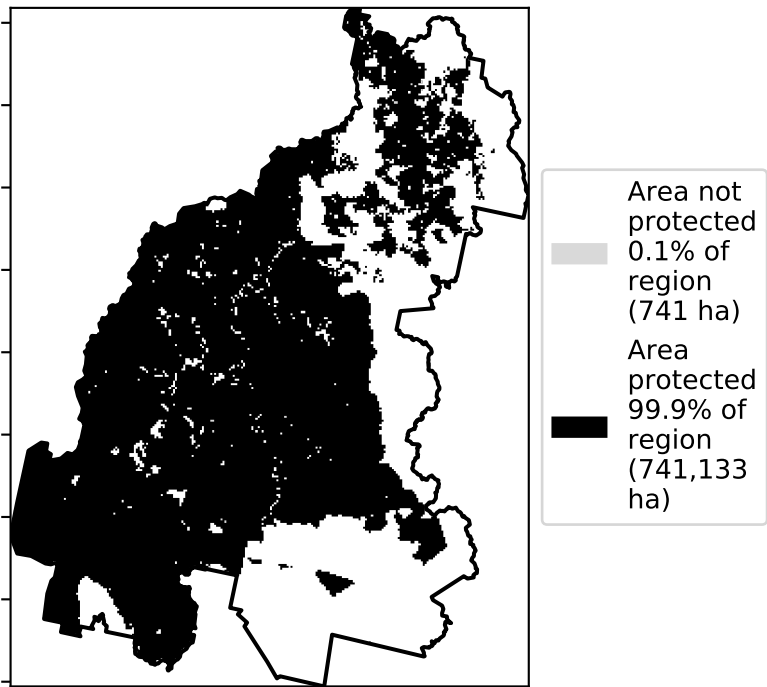 Area not
protected
0.1% of
region
(741 ha)
Area
protected
99.9% of
region
(741,133
ha)